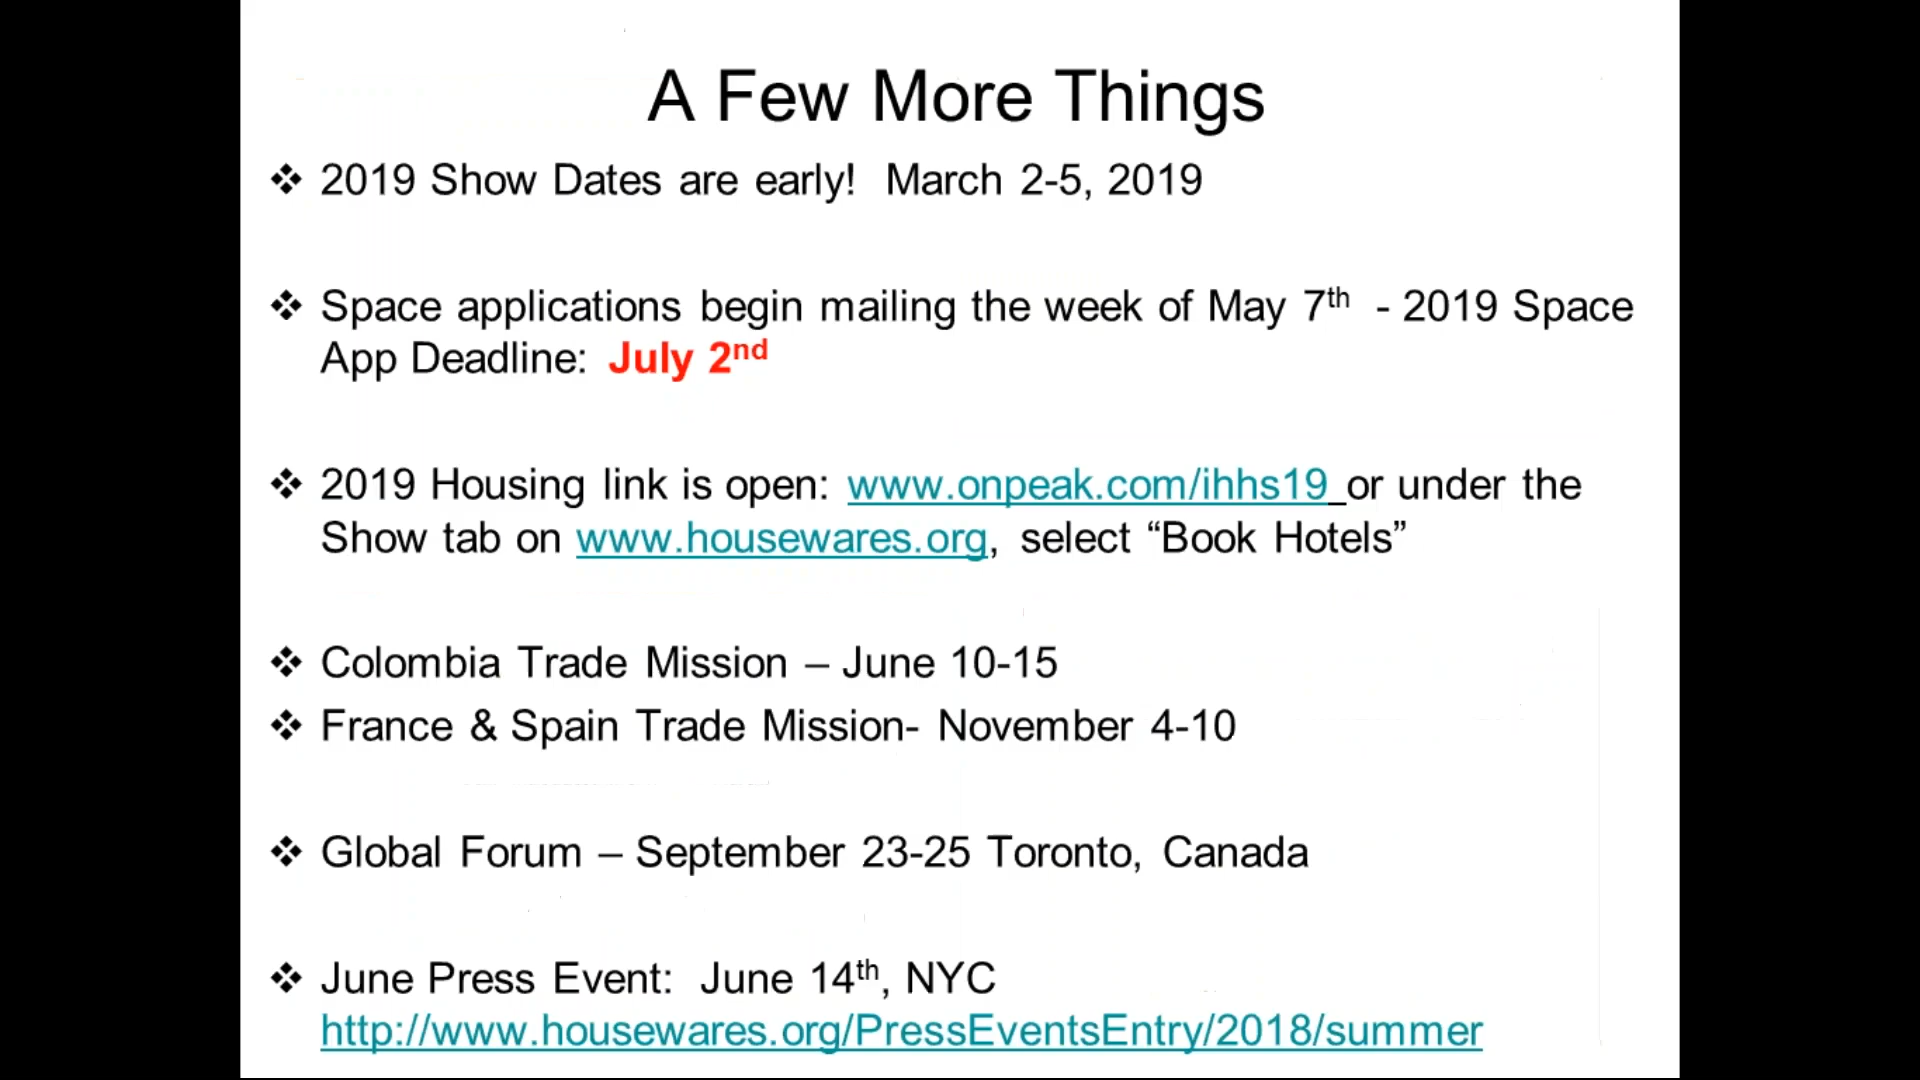 A Few More Things
❖ 2019 Show Dates are early! March 2-5, 2019
❖ Space applications begin mailing the week of May 7th - 2019 Space
App Deadline: July 2nd
❖ 2019 Housing link is open: www.onpeak.com/ihhs19 or under the
Show tab on www.housewares.org, select “Book Hotels”
❖ Colombia Trade Mission – June 10-15
❖ France & Spain Trade Mission- November 4-10
❖ Global Forum – September 23-25 Toronto, Canada
❖ June Press Event: June 14th, NYC
http://www.housewares.org/PressEventsEntry/2018/summer